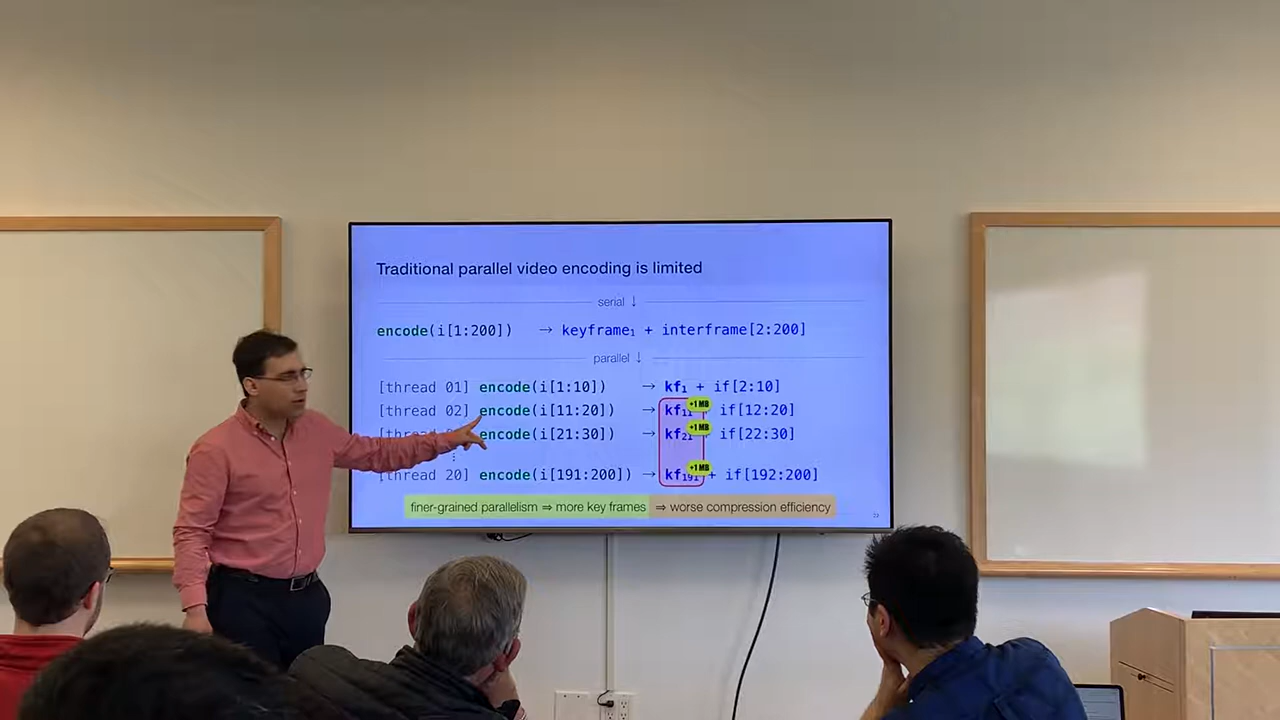 Traditional parallel video encoding is limited
serial ↓
encode(i[1:200]) → keyframe₁ + interframe[2:200]
parallel ↓
[thread 01] encode(i[1:10]) → kf₁ + if[2:10]
[thread 02] encode(i[11:20]) → kf₁₁ +1 MB if[12:20]
[thr encode(i[21:30]) → kf₂₁ +1 MB if[22:30]
⋮
[thread 20] encode(i[191:200]) → kf₁₉₁ +1 MB + if[192:200]
finer-grained parallelism ⇒ more key frames ⇒ worse compression efficiency